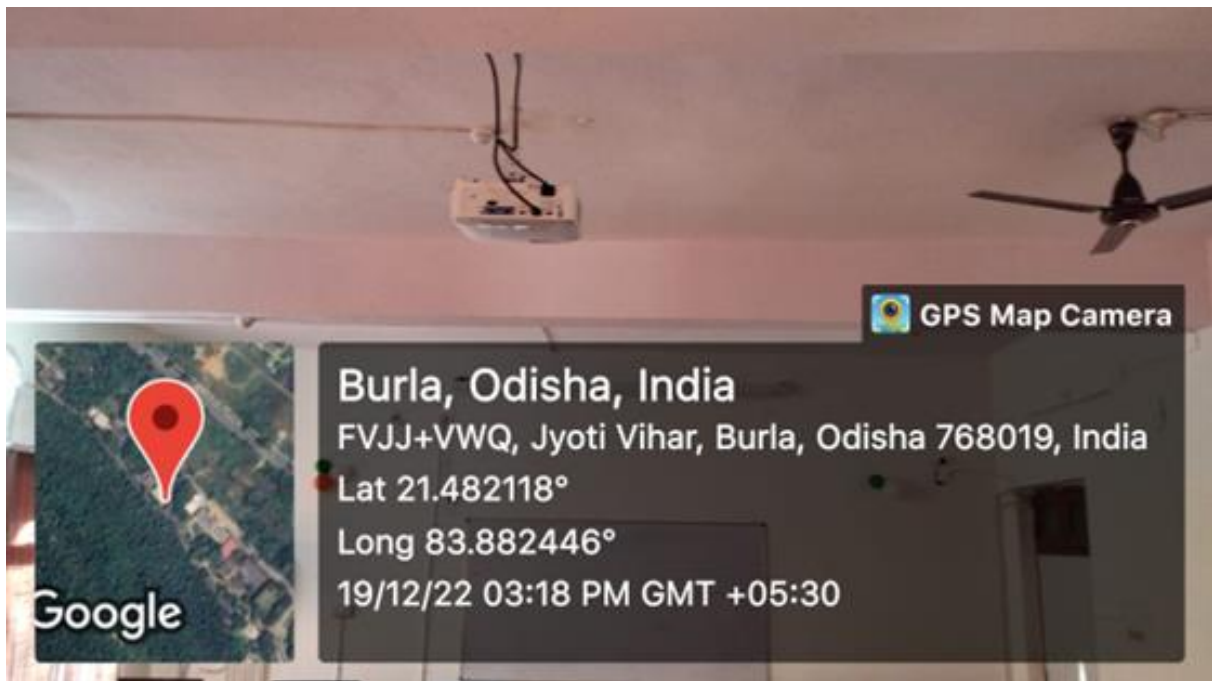 GPS Map Camera
Burla, Odisha, India
FVJJ+VWQ, Jyoti Vihar, Burla, Odisha 768019, India
Lat 21.482118°
Long 83.882446°
19/12/22 03:18 PM GMT +05:30
Google